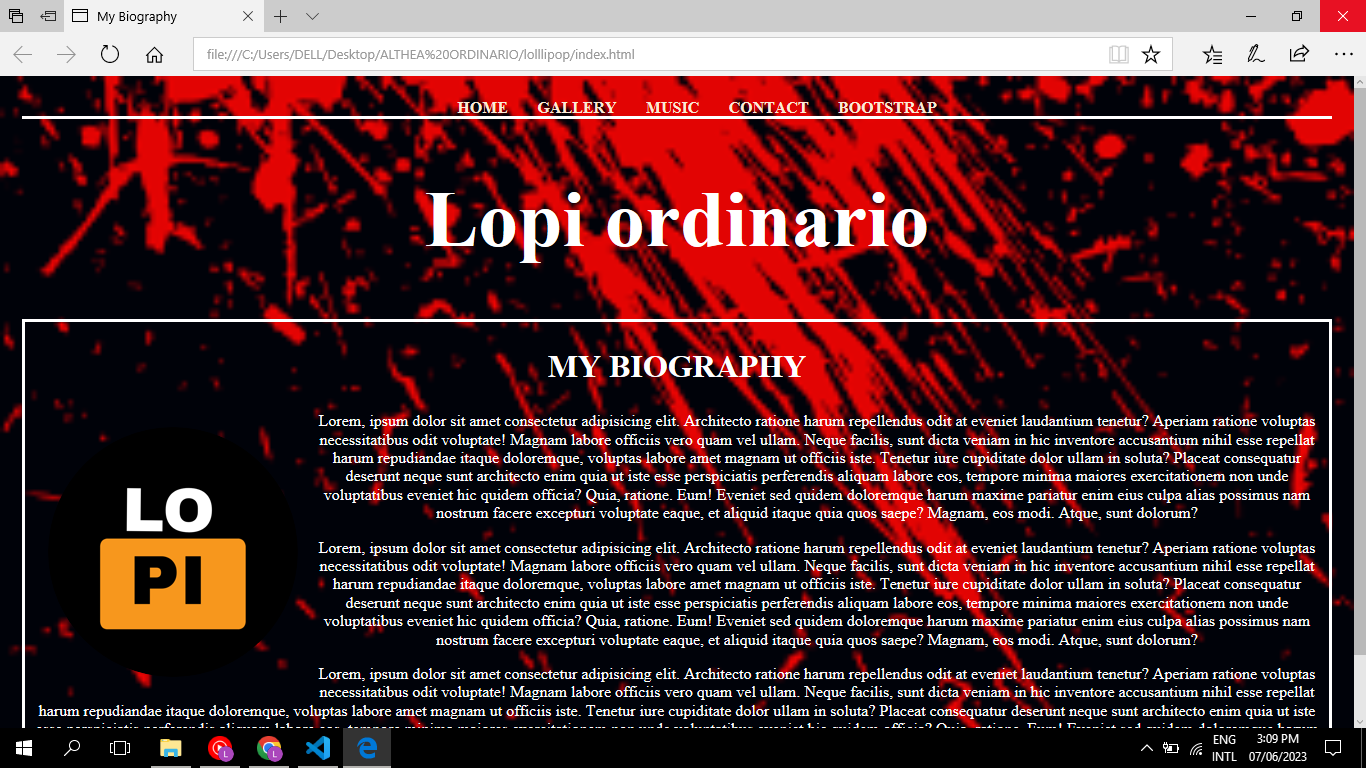 My Biography
file:///C:/Users/DELL/Desktop/ALTHEA%20ORDINARIO/lolllipop/index.html
HOME GALLERY MUSIC CONTACT BOOTSTRAP
Lopi ordinario
MY BIOGRAPHY
Lorem, ipsum dolor sit amet consectetur adipisicing elit. Architecto ratione harum repellendus odit at eveniet laudantium tenetur? Aperiam ratione voluptas
necessitatibus odit voluptate! Magnam labore officiis vero quam vel ullam. Neque facilis, sunt dicta veniam in hic inventore accusantium nihil esse repellat
harum repudiandae itaque doloremque, voluptas labore amet magnam ut officiis iste. Tenetur iure cupiditate dolor ullam in soluta? Placeat consequatur
deserunt neque sunt architecto enim quia ut iste esse perspiciatis perferendis aliquam labore eos, tempore minima maiores exercitationem non unde
voluptatibus eveniet hic quidem officia? Quia, ratione. Eum! Eveniet sed quidem doloremque harum maxime pariatur enim eius culpa alias possimus nam
nostrum facere excepturi voluptate eaque, et aliquid itaque quia quos saepe? Magnam, eos modi. Atque, sunt dolorum?
LO
PI
Lorem, ipsum dolor sit amet consectetur adipisicing elit. Architecto ratione harum repellendus odit at eveniet laudantium tenetur? Aperiam ratione voluptas
necessitatibus odit voluptate! Magnam labore officiis vero quam vel ullam. Neque facilis, sunt dicta veniam in hic inventore accusantium nihil esse repellat
harum repudiandae itaque doloremque, voluptas labore amet magnam ut officiis iste. Tenetur iure cupiditate dolor ullam in soluta? Placeat consequatur
deserunt neque sunt architecto enim quia ut iste esse perspiciatis perferendis aliquam labore eos, tempore minima maiores exercitationem non unde
voluptatibus eveniet hic quidem officia? Quia, ratione. Eum! Eveniet sed quidem doloremque harum maxime pariatur enim eius culpa alias possimus nam
nostrum facere excepturi voluptate eaque, et aliquid itaque quia quos saepe? Magnam, eos modi. Atque, sunt dolorum?
Lorem, ipsum dolor sit amet consectetur adipisicing elit. Architecto ratione harum repellendus odit at eveniet laudantium tenetur? Aperiam ratione voluptas
necessitatibus odit voluptate! Magnam labore officiis vero quam vel ullam. Neque facilis, sunt dicta veniam in hic inventore accusantium nihil esse repellat
harum repudiandae itaque doloremque, voluptas labore amet magnam ut officiis iste. Tenetur iure cupiditate dolor ullam in soluta? Placeat consequatur deserunt neque sunt architecto enim quia ut iste
L
L
ENG
INTL
3:09 PM
07/06/2023